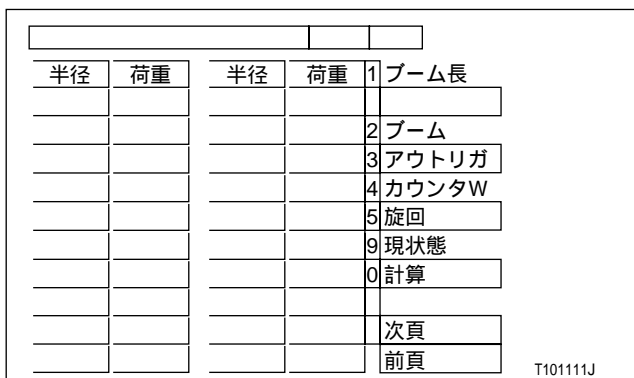 半径 荷重 半径 荷重 1 ブーム長
2 ブーム
3 アウトリガ
4 カウンタW
5 旋回
9 現状態
0 計算
次頁
前頁
T101111J